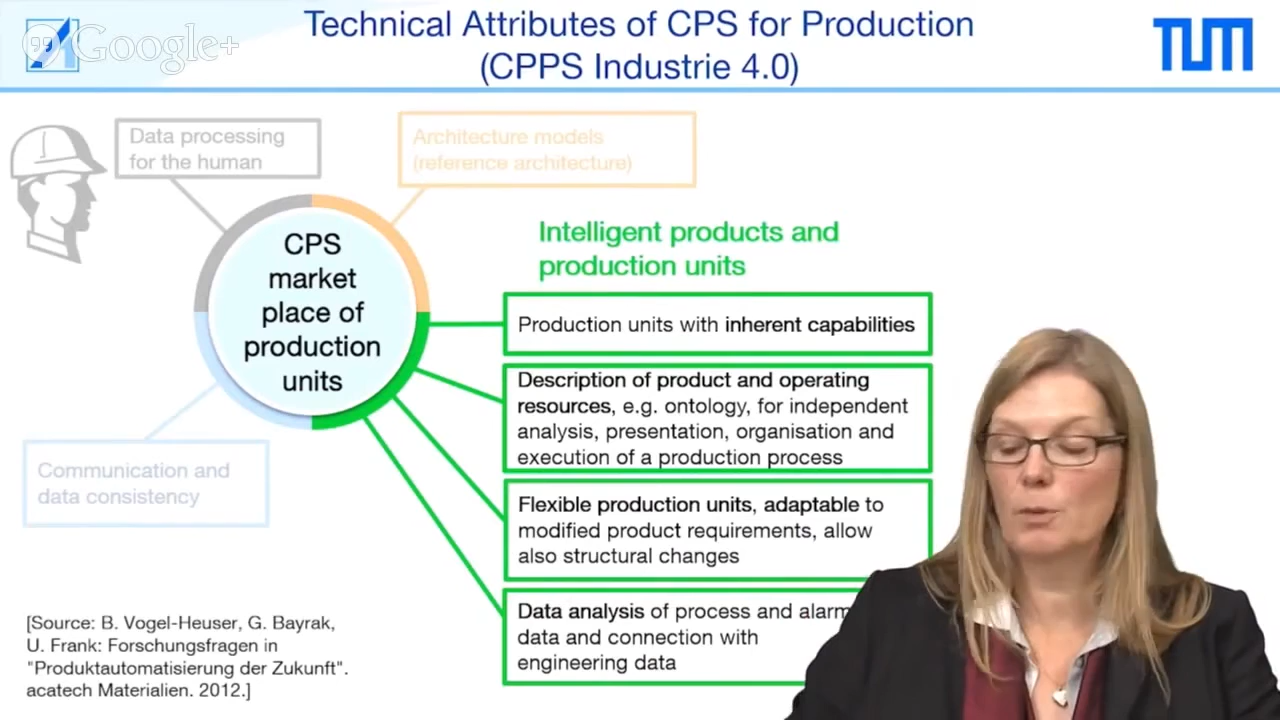 Technical Attributes of CPS for Production
(CPPS Industrie 4.0)
Google+
TUM
Data processing
for the human
Architecture models
(reference architecture)
CPS
market
place of
production
units
Intelligent products and
production units
Production units with inherent capabilities
Description of product and operating
resources, e.g. ontology, for independent
analysis, presentation, organisation and
execution of a production process
Flexible production units, adaptable to
modified product requirements, allow
also structural changes
Data analysis of process and alarm
data and connection with
engineering data
Communication and
data consistency
[Source: B. Vogel-Heuser, G. Bayrak,
U. Frank: Forschungsfragen in
"Produktautomatisierung der Zukunft".
acatech Materialien. 2012.]